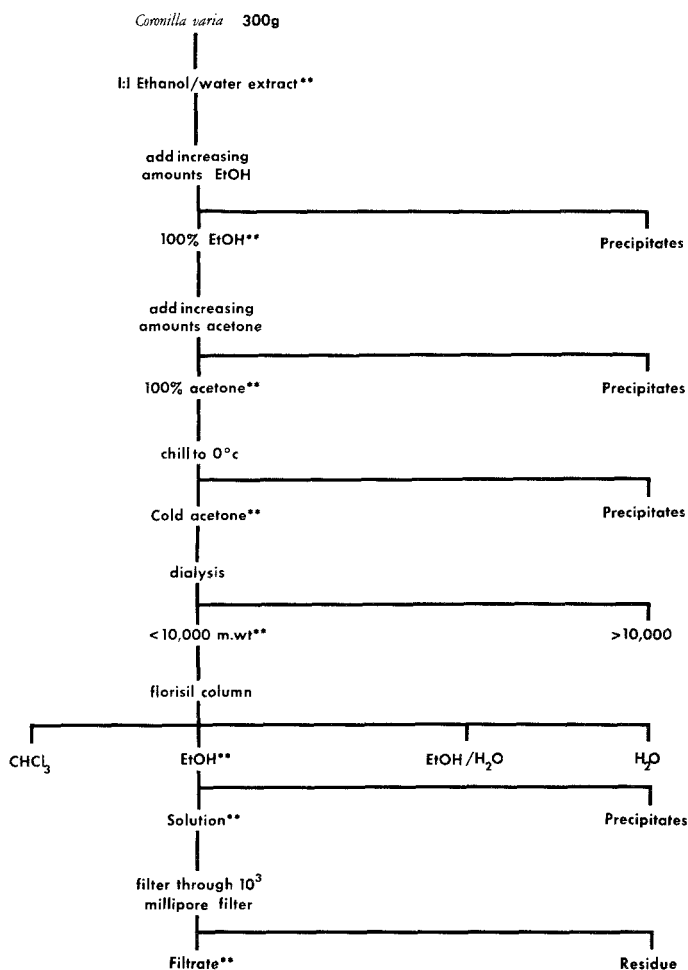 Coronilla varia 300g
1:1 Ethanol/water extract**
add increasing
amounts EtOH
100% EtOH** Precipitates
add increasing
amounts acetone
100% acetone** Precipitates
chill to 0°c
Cold acetone** Precipitates
dialysis
<10,000 m.wt** >10,000
florisil column
CHCl₃ EtOH** EtOH/H₂O H₂O
Solution** Precipitates
filter through 10³
millipore filter
Filtrate** Residue